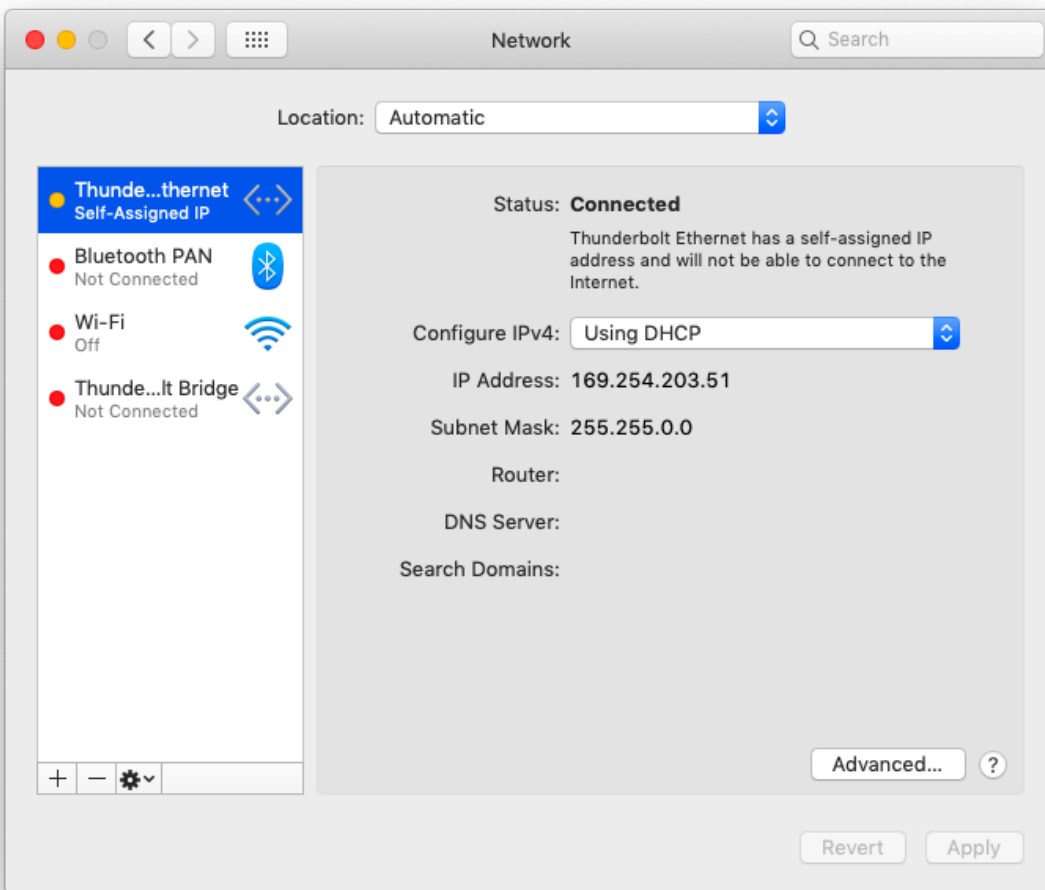 Network
Search
Location: Automatic
Thunde...thernet
Self-Assigned IP
Bluetooth PAN
Not Connected
Wi-Fi
Off
Thunde...lt Bridge
Not Connected
Status: Connected
Thunderbolt Ethernet has a self-assigned IP
address and will not be able to connect to the
Internet.
Configure IPv4: Using DHCP
IP Address: 169.254.203.51
Subnet Mask: 255.255.0.0
Router:
DNS Server:
Search Domains:
Advanced... ?
Revert Apply